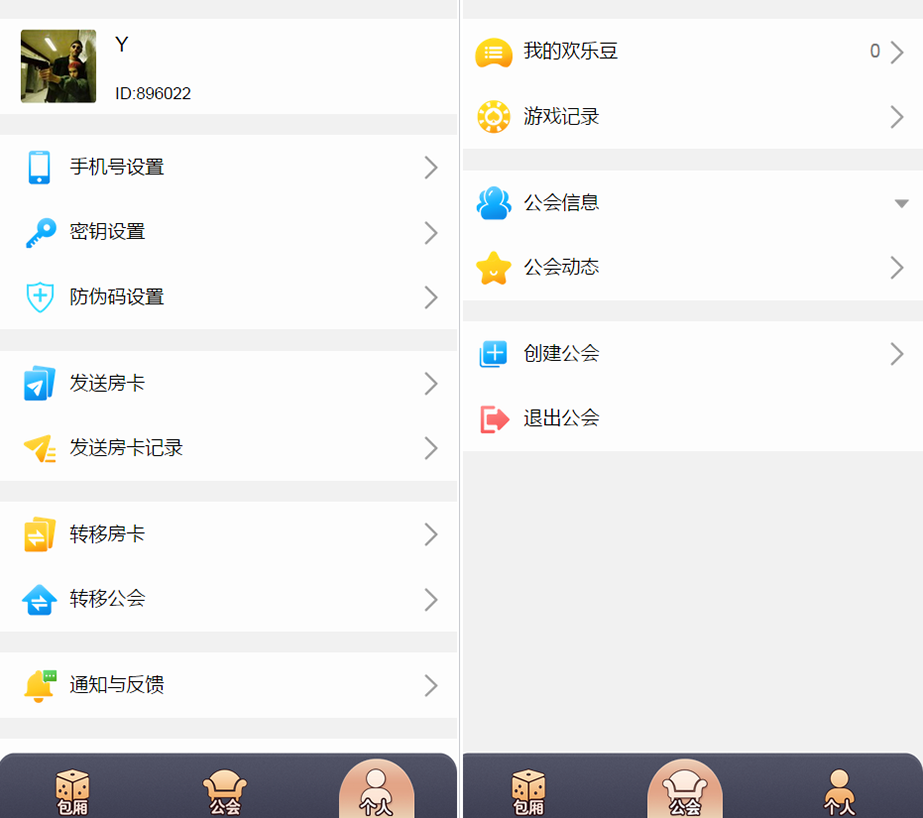 Y
ID:896022
手机号设置
密钥设置
防伪码设置
发送房卡
发送房卡记录
转移房卡
转移公会
通知与反馈
包厢
公会
个人
我的欢乐豆 0
游戏记录
公会信息
公会动态
创建公会
退出公会
包厢
公会
个人